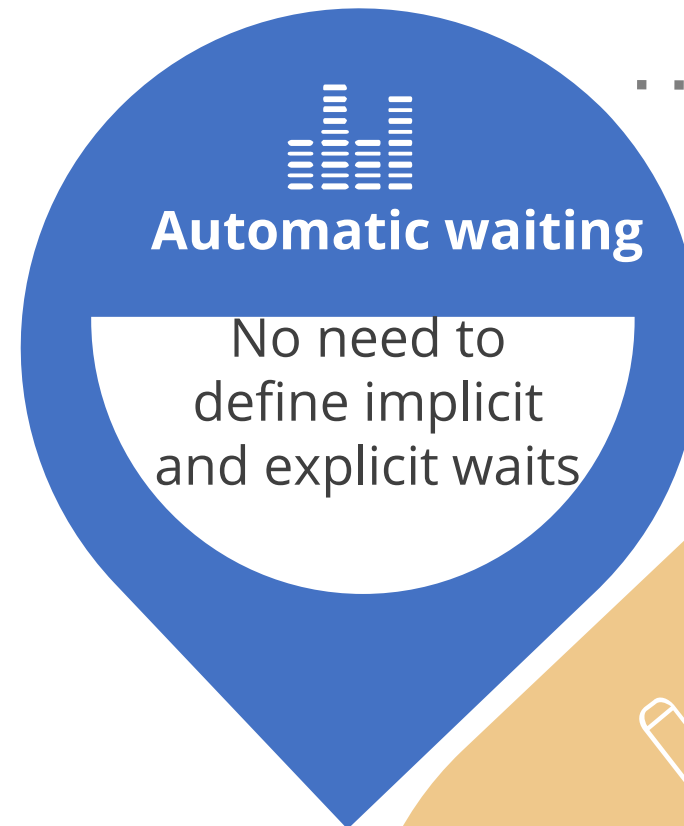 Automatic waiting
No need to
define implicit
and explicit waits